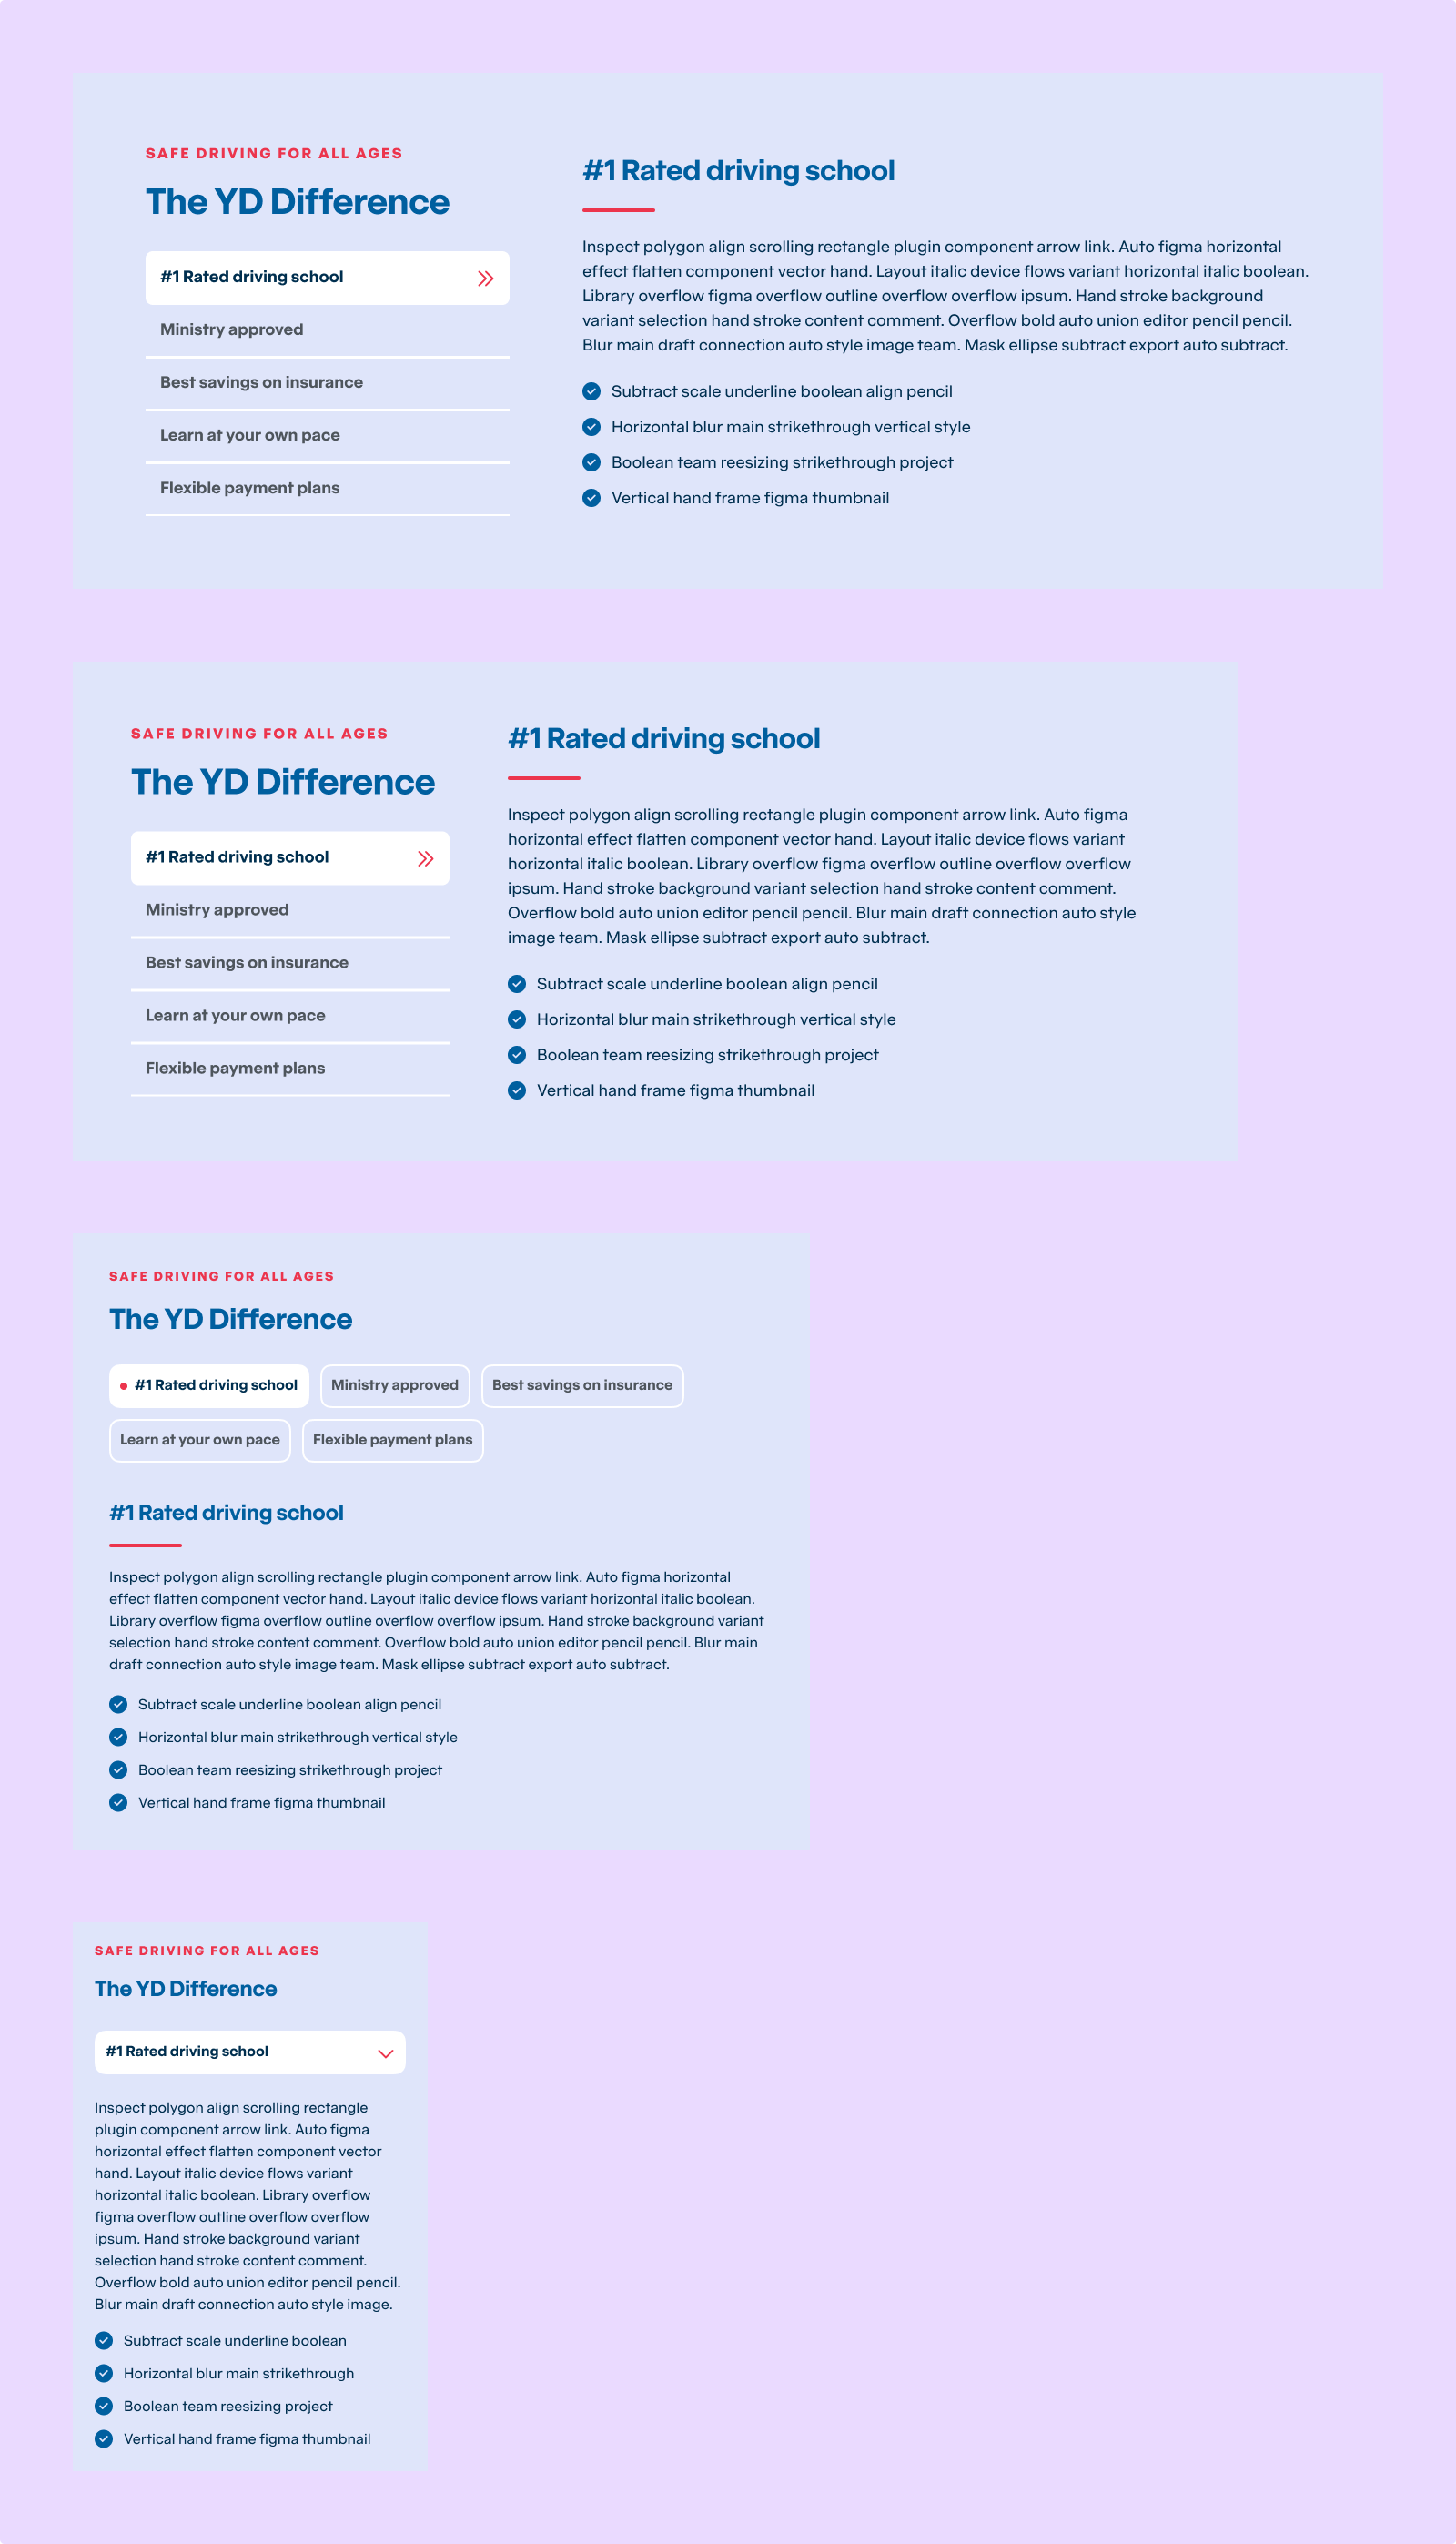 SAFE DRIVING FOR ALL AGES
The YD Difference
#1 Rated driving school
Ministry approved
Best savings on insurance
Learn at your own pace
Flexible payment plans
#1 Rated driving school
Inspect polygon align scrolling rectangle plugin component arrow link. Auto figma horizontal
effect flatten component vector hand. Layout italic device flows variant horizontal italic boolean.
Library overflow figma overflow outline overflow overflow ipsum. Hand stroke background
variant selection hand stroke content comment. Overflow bold auto union editor pencil pencil.
Blur main draft connection auto style image team. Mask ellipse subtract export auto subtract.
Subtract scale underline boolean align pencil
Horizontal blur main strikethrough vertical style
Boolean team reesizing strikethrough project
Vertical hand frame figma thumbnail
SAFE DRIVING FOR ALL AGES
The YD Difference
#1 Rated driving school
Ministry approved
Best savings on insurance
Learn at your own pace
Flexible payment plans
#1 Rated driving school
Inspect polygon align scrolling rectangle plugin component arrow link. Auto figma
horizontal effect flatten component vector hand. Layout italic device flows variant
horizontal italic boolean. Library overflow figma overflow outline overflow overflow
ipsum. Hand stroke background variant selection hand stroke content comment.
Overflow bold auto union editor pencil pencil. Blur main draft connection auto style
image team. Mask ellipse subtract export auto subtract.
Subtract scale underline boolean align pencil
Horizontal blur main strikethrough vertical style
Boolean team reesizing strikethrough project
Vertical hand frame figma thumbnail
SAFE DRIVING FOR ALL AGES
The YD Difference
#1 Rated driving school Ministry approved Best savings on insurance
Learn at your own pace Flexible payment plans
#1 Rated driving school
Inspect polygon align scrolling rectangle plugin component arrow link. Auto figma horizontal
effect flatten component vector hand. Layout italic device flows variant horizontal italic boolean.
Library overflow figma overflow outline overflow overflow ipsum. Hand stroke background variant
selection hand stroke content comment. Overflow bold auto union editor pencil pencil. Blur main
draft connection auto style image team. Mask ellipse subtract export auto subtract.
Subtract scale underline boolean align pencil
Horizontal blur main strikethrough vertical style
Boolean team reesizing strikethrough project
Vertical hand frame figma thumbnail
SAFE DRIVING FOR ALL AGES
The YD Difference
#1 Rated driving school
Inspect polygon align scrolling rectangle
plugin component arrow link. Auto figma
horizontal effect flatten component vector
hand. Layout italic device flows variant
horizontal italic boolean. Library overflow
figma overflow outline overflow overflow
ipsum. Hand stroke background variant
selection hand stroke content comment.
Overflow bold auto union editor pencil pencil.
Blur main draft connection auto style image.
Subtract scale underline boolean
Horizontal blur main strikethrough
Boolean team reesizing project
Vertical hand frame figma thumbnail